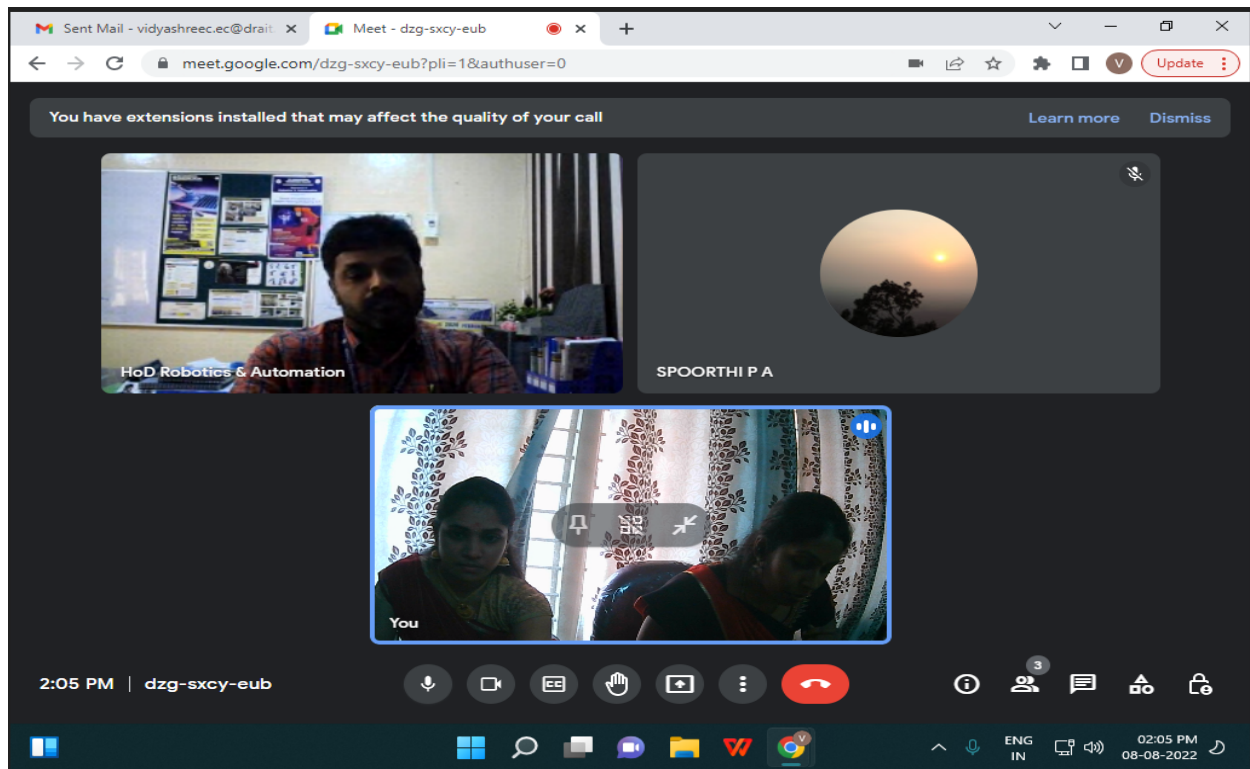 Sent Mail - vidyashreec.ec@drait.
Meet - dzg-sxcy-eub
meet.google.com/dzg-sxcy-eub?pli=1&authuser=0
V
Update
You have extensions installed that may affect the quality of your call
Learn more
Dismiss
HoD Robotics & Automation
SPOORTHI P A
You
2:05 PM | dzg-sxcy-eub
CC
3
ENG
IN
02:05 PM
08-08-2022